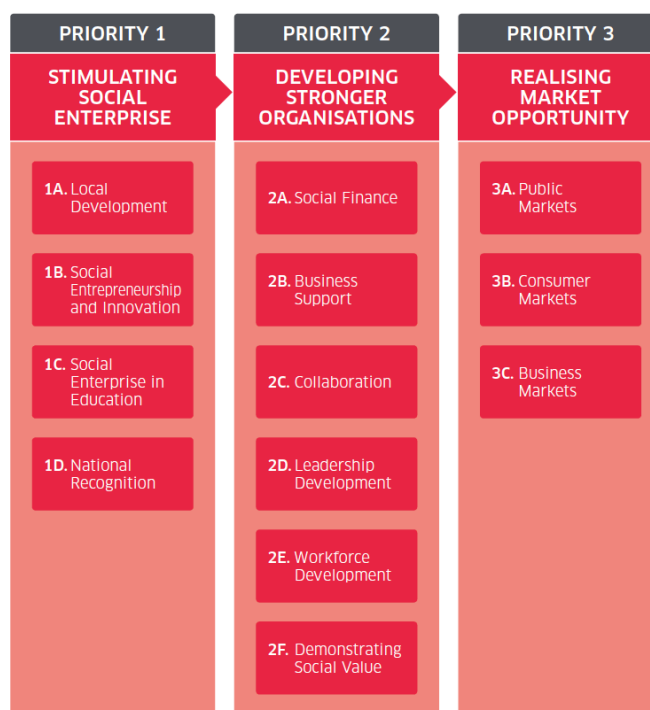 PRIORITY 1
STIMULATING
SOCIAL
ENTERPRISE
1A. Local
Development
1B. Social
Entrepreneurship
and Innovation
1C. Social
Enterprise in
Education
1D. National
Recognition
PRIORITY 2
DEVELOPING
STRONGER
ORGANISATIONS
2A. Social Finance
2B. Business
Support
2C. Collaboration
2D. Leadership
Development
2E. Workforce
Development
2F. Demonstrating
Social Value
PRIORITY 3
REALISING
MARKET
OPPORTUNITY
3A. Public
Markets
3B. Consumer
Markets
3C. Business
Markets